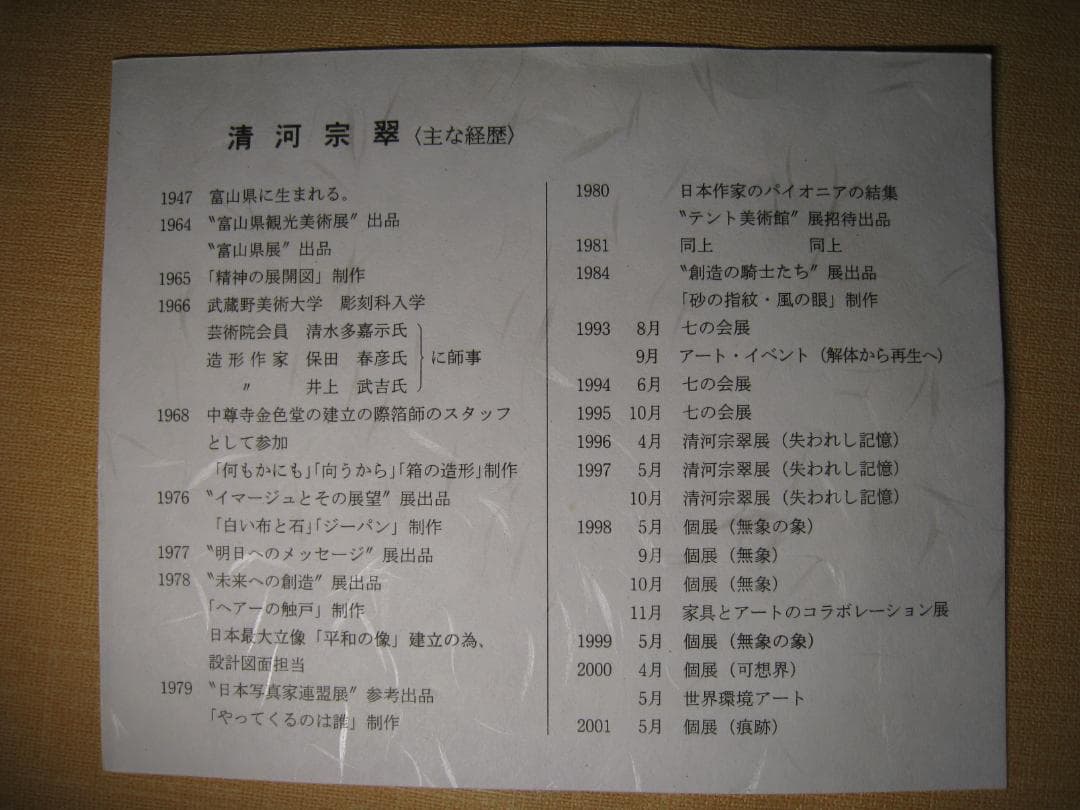 清河宗翠〈主な経歴〉
1947 富山県に生まれる。
1964 〝富山県観光美術展〞出品
〝富山県展〞出品
1965 「精神の展開図」制作
1966 武蔵野美術大学 彫刻科入学
芸術院会員 清水多嘉示氏
造形作家 保田 春彦氏 に師事
〃 井上 武吉氏
1968 中尊寺金色堂の建立の際箔師のスタッフ
として参加
「何もかにも」「向うから」「箱の造形」制作
1976 〝イマージュとその展望〞展出品
「白い布と石」「ジーパン」制作
1977 〝明日へのメッセージ〞展出品
1978 〝未来への創造〞展出品
「ヘアーの触戸」制作
日本最大立像「平和の像」建立の為、
設計図面担当
1979 〝日本写真家連盟展〞参考出品
「やってくるのは誰」制作
1980 日本作家のパイオニアの結集
〝テント美術館〞展招待出品
1981 同上 同上
1984 〝創造の騎士たち〞展出品
「砂の指紋・風の眼」制作
1993 8月 七の会展
9月 アート・イベント（解体から再生へ）
1994 6月 七の会展
1995 10月 七の会展
1996 4月 清河宗翠展（失われし記憶）
1997 5月 清河宗翠展（失われし記憶）
10月 清河宗翠展（失われし記憶）
1998 5月 個展（無象の象）
9月 個展（無象）
10月 個展（無象）
11月 家具とアートのコラボレーション展
1999 5月 個展（無象の象）
2000 4月 個展（可想界）
5月 世界環境アート
2001 5月 個展（痕跡）